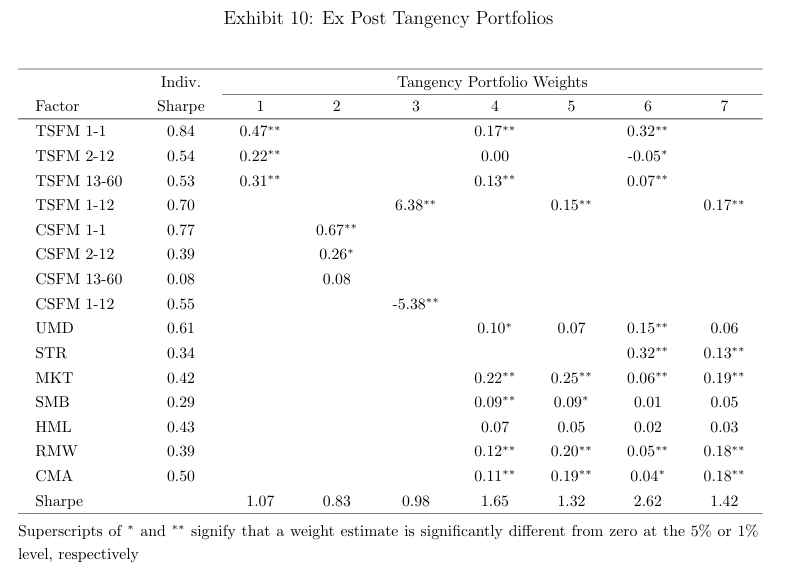 Exhibit 10: Ex Post Tangency Portfolios
Indiv. Tangency Portfolio Weights
Factor Sharpe 1 2 3 4 5 6 7
TSFM 1-1 0.84 0.47** 0.17** 0.32**
TSFM 2-12 0.54 0.22** 0.00 -0.05*
TSFM 13-60 0.53 0.31** 0.13** 0.07**
TSFM 1-12 0.70 6.38** 0.15** 0.17**
CSFM 1-1 0.77 0.67**
CSFM 2-12 0.39 0.26*
CSFM 13-60 0.08 0.08
CSFM 1-12 0.55 -5.38**
UMD 0.61 0.10* 0.07 0.15** 0.06
STR 0.34 0.32** 0.13**
MKT 0.42 0.22** 0.25** 0.06** 0.19**
SMB 0.29 0.09** 0.09* 0.01 0.05
HML 0.43 0.07 0.05 0.02 0.03
RMW 0.39 0.12** 0.20** 0.05** 0.18**
CMA 0.50 0.11** 0.19** 0.04* 0.18**
Sharpe 1.07 0.83 0.98 1.65 1.32 2.62 1.42
Superscripts of * and ** signify that a weight estimate is significantly different from zero at the 5% or 1%
level, respectively